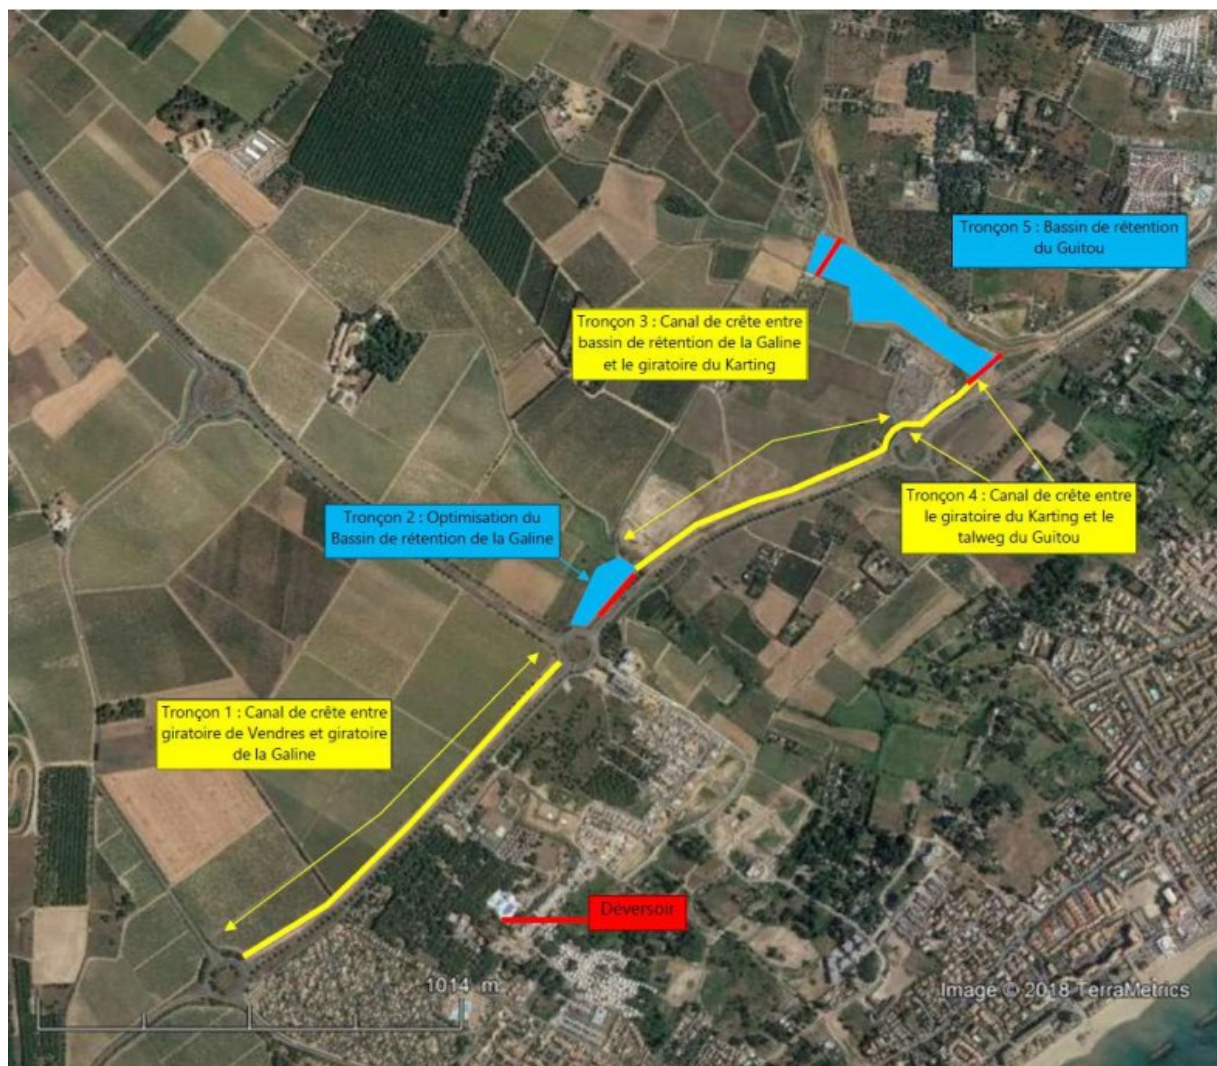 Tronçon 5 : Bassin de rétention
du Guitou
Tronçon 3 : Canal de crête entre
bassin de rétention de la Galine
et le giratoire du Karting
Tronçon 4 : Canal de crête entre
le giratoire du Karting et le
talweg du Guitou
Tronçon 2 : Optimisation du
Bassin de rétention de la Galine
Tronçon 1 : Canal de crête entre
giratoire de Vendres et giratoire
de la Galine
Déversoir
1014 m
Image © 2018 TerraMetrics